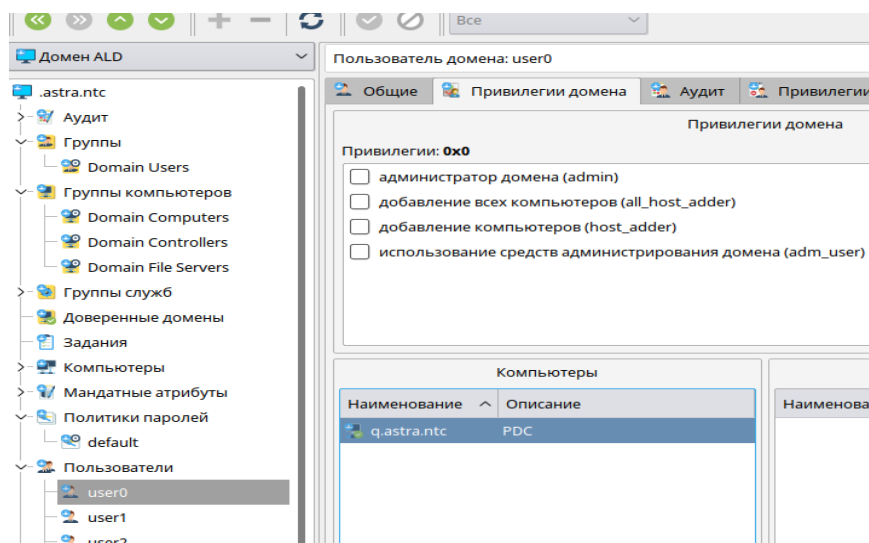 Все
Домен ALD
.astra.ntc
Аудит
Группы
Domain Users
Группы компьютеров
Domain Computers
Domain Controllers
Domain File Servers
Группы служб
Доверенные домены
Задания
Компьютеры
Мандатные атрибуты
Политики паролей
default
Пользователи
user0
user1
user2
Пользователь домена: user0
Общие Привилегии домена Аудит Привилегии
Привилегии домена
Привилегии: 0x0
администратор домена (admin)
добавление всех компьютеров (all_host_adder)
добавление компьютеров (host_adder)
использование средств администрирования домена (adm_user)
Компьютеры
Наименование Описание
q.astra.ntc PDC
Наименова